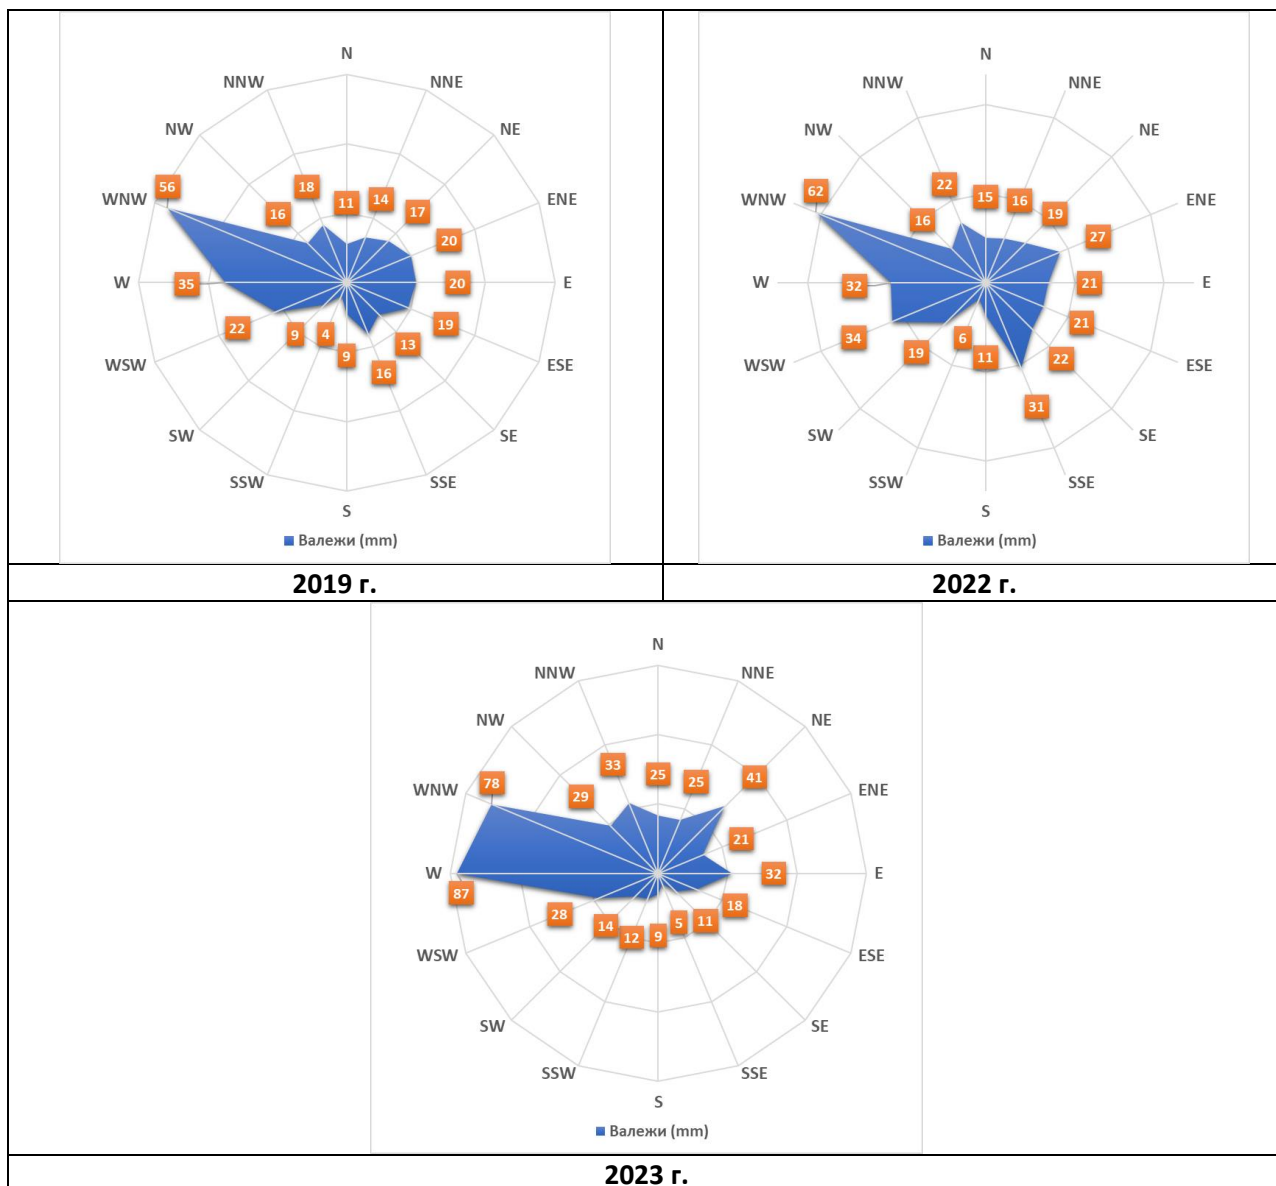 N
NNW NNE
NW NE
WNW 56 ENE
18 11 14
16 17
20
W 35 20 E
22 19
9 4 9 16 13
WSW ESE
SW SE
SSW SSE
S
Валежи (mm)
2019 г.
N
NNW NNE
NW NE
WNW 62 ENE
22 15 16
16 19
27
W 32 21 E
34 21
19 6 11 22
31
WSW ESE
SW SE
SSW SSE
S
Валежи (mm)
2022 г.
N
NNW NNE
NW NE
WNW 78 ENE
33 25 25 41
29
21
W 32 E
87
28 18
14 12 9 5 11
WSW ESE
SW SE
SSW SSE
S
Валежи (mm)
2023 г.